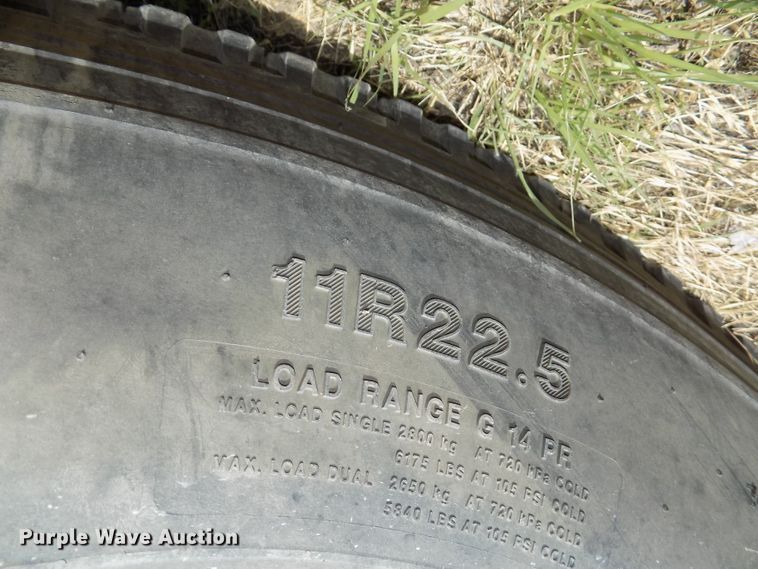 11R22.5
LOAD RANGE G 14 PR
MAX. LOAD SINGLE 2800 kg AT 720 kPa COLD
6175 LBS AT 105 PSI COLD
MAX. LOAD DUAL - 2650 kg AT 720 kPa COLD
5840 LBS AT 105 PSI COLD
Purple Wave Auction